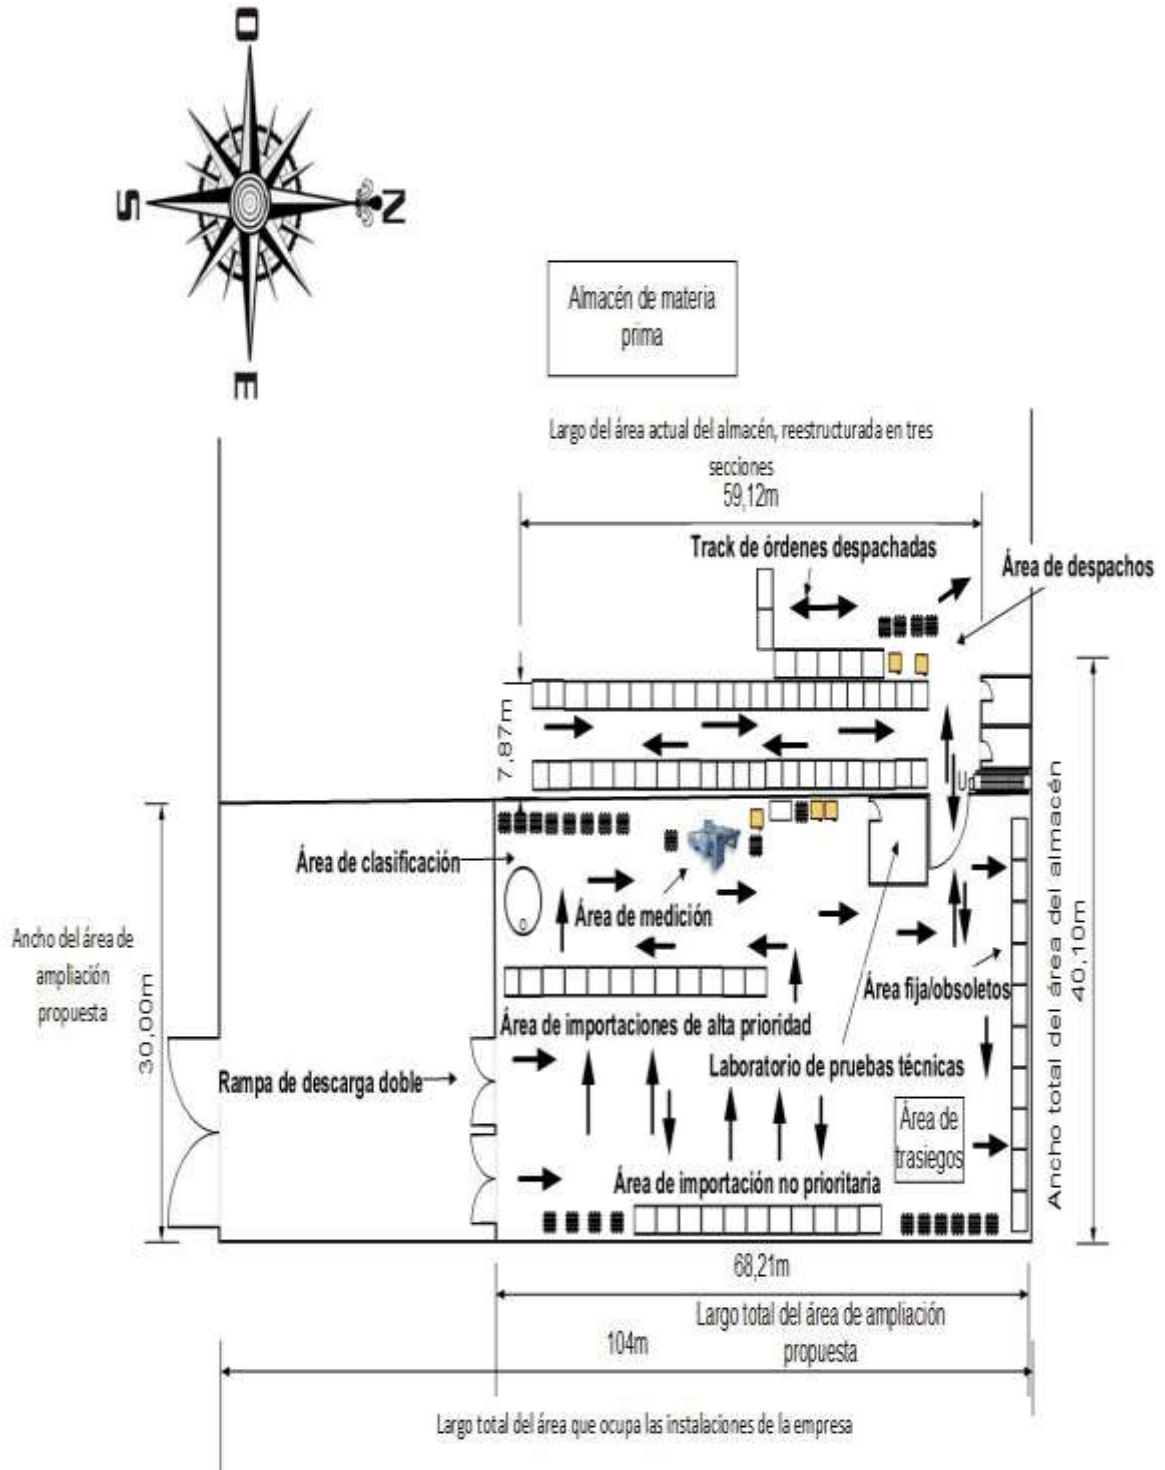 O
S
N
E
Almacén de materia
prima
Largo del área actual del almacén, reestructurada en tres
secciones
59,12m
Track de órdenes despachadas
Área de despachos
7,87m
Up
Área de clasificación
Área de medición
Ancho del área de
ampliación
propuesta
30,00m
Área fija/obsoletos
Área de importaciones de alta prioridad
Rampa de descarga doble
Laboratorio de pruebas técnicas
Área de
trasiegos
Área de importación no prioritaria
Ancho total del área del almacén
40,10m
68,21m
Largo total del área de ampliación
propuesta
104m
Largo total del área que ocupa las instalaciones de la empresa